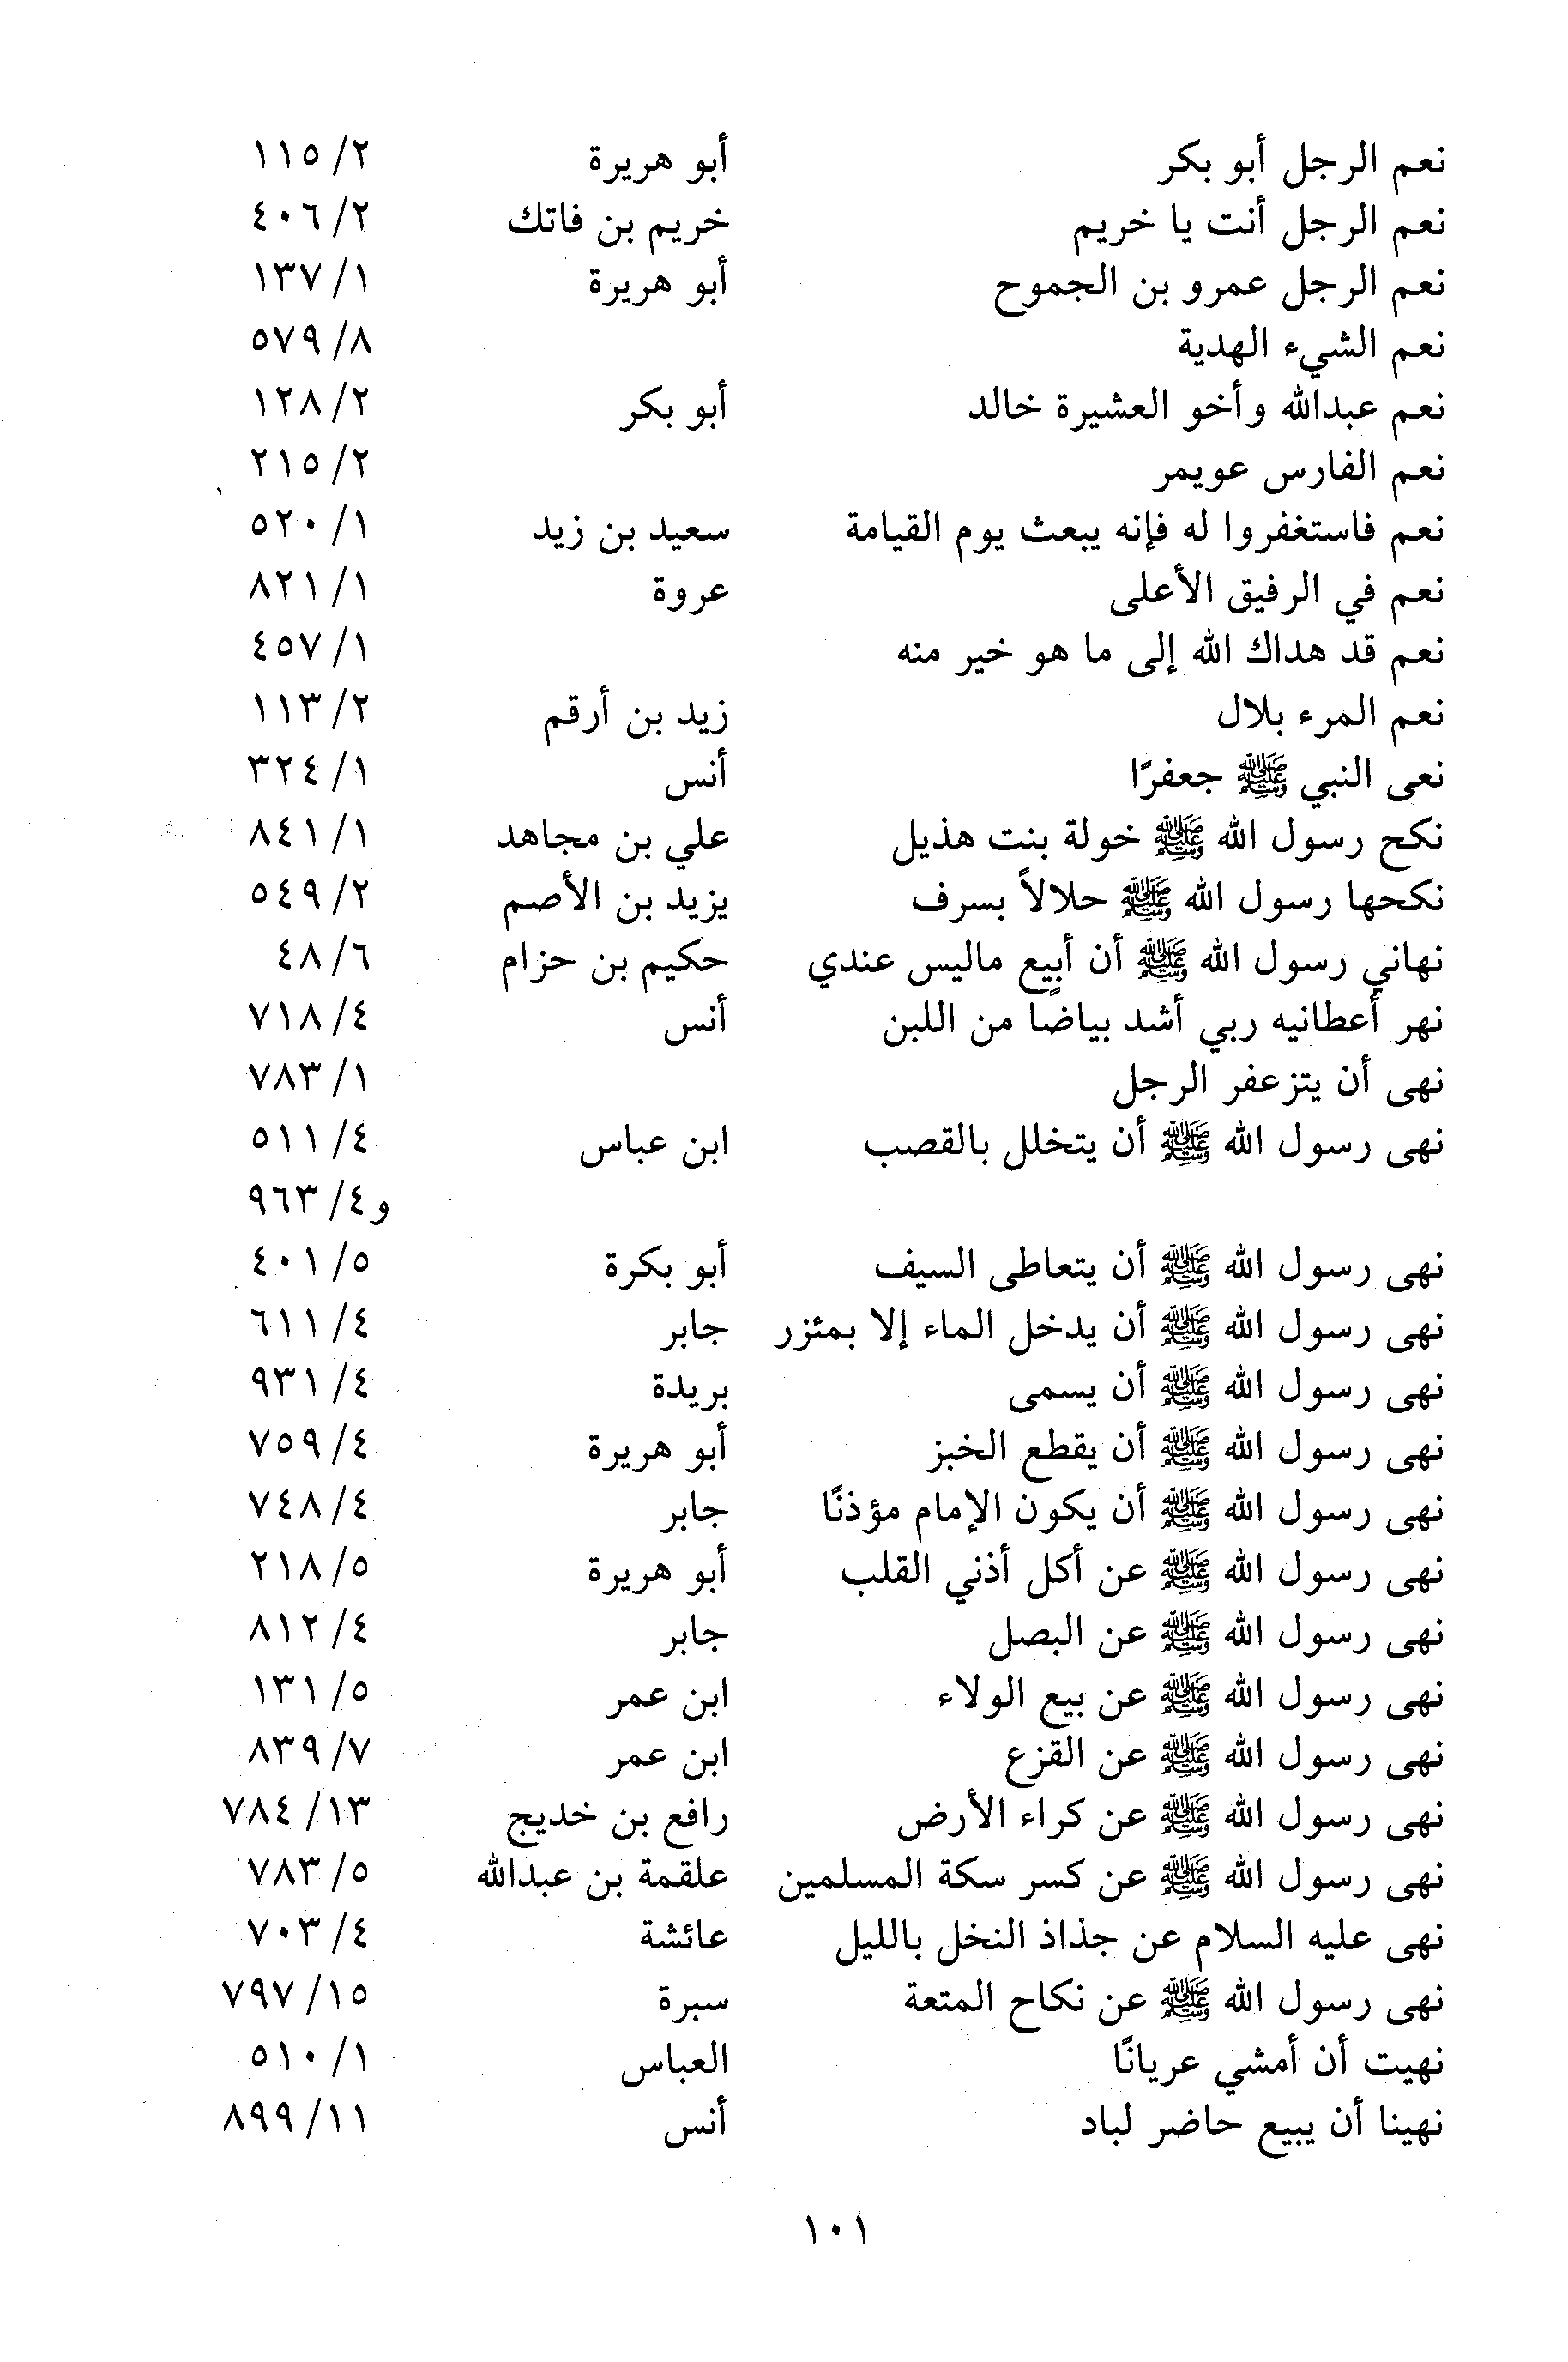 نعم الرجل أبو بكر أبو هريرة ٢/ ١١٥
نعم الرجل أنت يا خريم خريم بن فاتك ٢/ ٤٠٦
نعم الرجل عمرو بن الجموح أبو هريرة ١/ ١٣٧
نعم الشيء الهدية ٨/ ٥٧٩
نعم عبدالله وأخو العشيرة خالد أبو بكر ٢/ ١٢٨
نعم الفارس عويمر ٢/ ٢١٥
نعم فاستغفروا له فإنه يبعث يوم القيامة سعيد بن زيد ١/ ٥٢٠
نعم في الرفيق الأعلى عروة ١/ ٨٢١
نعم قد هداك الله إلى ما هو خير منه ١/ ٤٥٧
نعم المرء بلال زيد بن أرقم ٢/ ١١٣
نعى النبي ﷺ جعفرًا أنس ١/ ٣٢٤
نكح رسول الله ﷺ خولة بنت هذيل علي بن مجاهد ١/ ٨٤١
نكحها رسول الله ﷺ حلالاً بسرف يزيد بن الأصم ٢/ ٥٤٩
نهاني رسول الله ﷺ أن أبيع ماليس عندي حكيم بن حزام ٦/ ٤٨
نهر أعطانيه ربي أشد بياضًا من اللبن أنس ٤/ ٧١٨
نهى أن يتزعفر الرجل ١/ ٧٨٣
نهى رسول الله ﷺ أن يتخلل بالقصب ابن عباس ٤/ ٥١١
و٤/ ٩٦٣
نهى رسول الله ﷺ أن يتعاطى السيف أبو بكرة ٥/ ٤٠١
نهى رسول الله ﷺ أن يدخل الماء إلا بمئزر جابر ٤/ ٦١١
نهى رسول الله ﷺ أن يسمى بريدة ٤/ ٩٣١
نهى رسول الله ﷺ أن يقطع الخبز أبو هريرة ٤/ ٧٥٩
نهى رسول الله ﷺ أن يكون الإمام مؤذنًا جابر ٤/ ٧٤٨
نهى رسول الله ﷺ عن أكل أذني القلب أبو هريرة ٥/ ٢١٨
نهى رسول الله ﷺ عن البصل جابر ٤/ ٨١٢
نهى رسول الله ﷺ عن بيع الولاء ابن عمر ٥/ ١٣١
نهى رسول الله ﷺ عن القزع ابن عمر ٧/ ٨٣٩
نهى رسول الله ﷺ عن كراء الأرض رافع بن خديج ١٣/ ٧٨٤
نهى رسول الله ﷺ عن كسر سكة المسلمين علقمة بن عبدالله ٥/ ٧٨٣
نهى عليه السلام عن جذاذ النخل بالليل عائشة ٤/ ٧٠٣
نهى رسول الله ﷺ عن نكاح المتعة سبرة ١٥/ ٧٩٧
نهيت أن أمشي عريانًا العباس ١/ ٥١٠
نهينا أن يبيع حاضر لباد أنس ١١/ ٨٩٩
١٠١